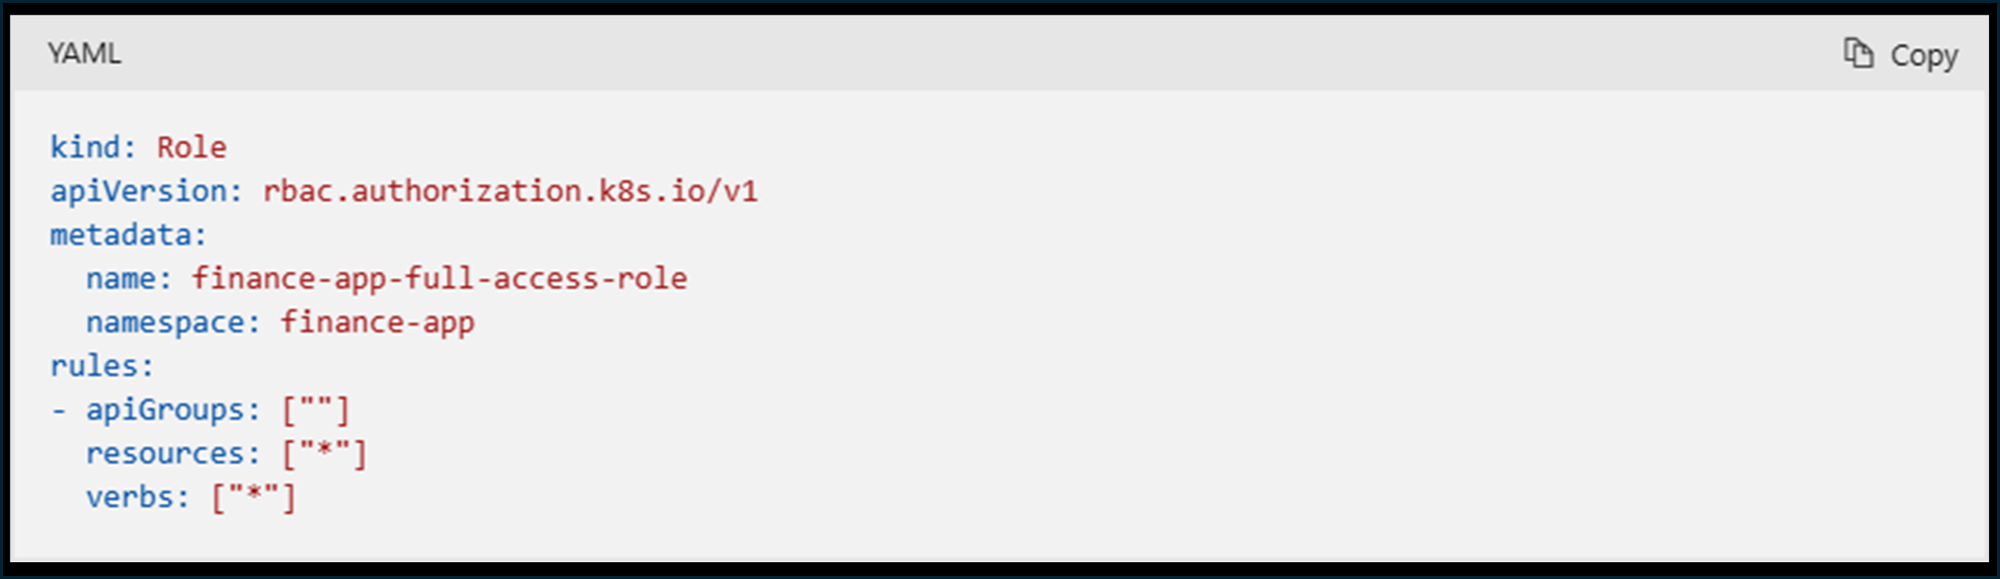 YAML
Copy
kind: Role
apiVersion: rbac.authorization.k8s.io/v1
metadata:
  name: finance-app-full-access-role
  namespace: finance-app
rules:
- apiGroups: [""]
  resources: ["*"]
  verbs: ["*"]